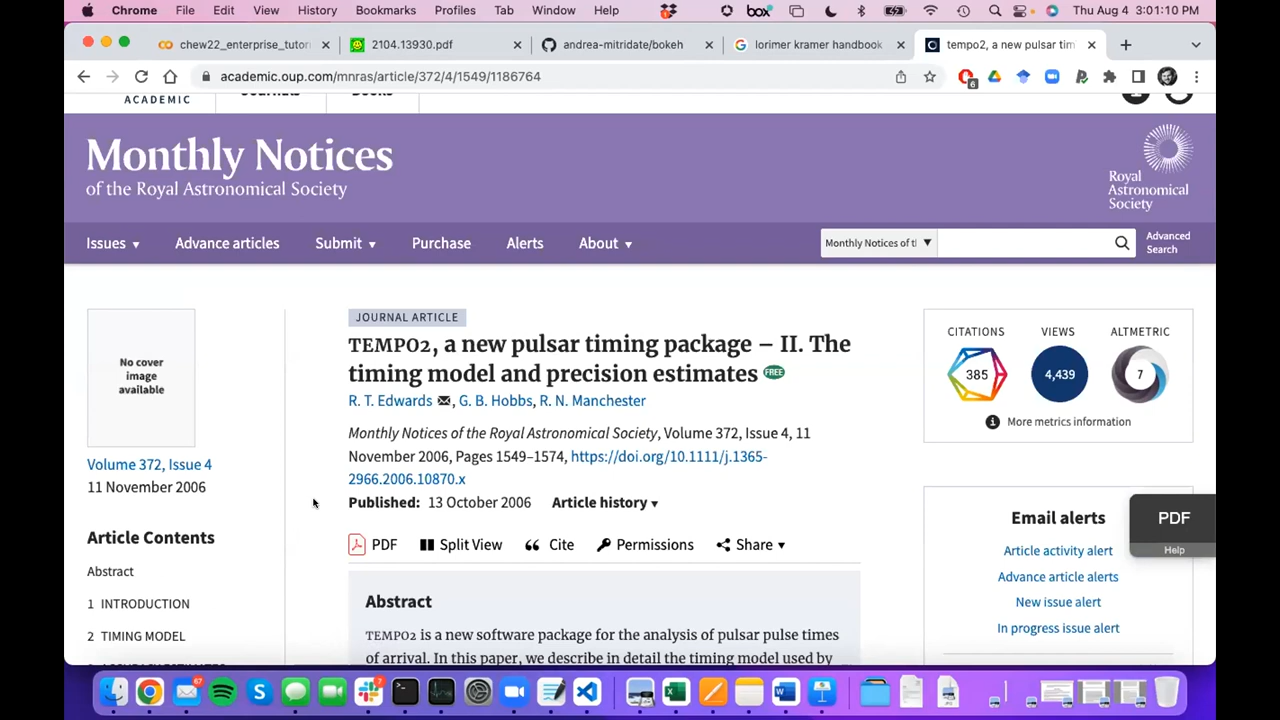 Chrome File Edit View History Bookmarks Profiles Tab Window Help box Thu Aug 4 3:01:10 PM
chew22_enterprise_tutori 2104.13930.pdf andrea-mitridate/bokeh lorimer kramer handbook tempo2, a new pulsar tim
academic.oup.com/mnras/article/372/4/1549/1186764 6
ACADEMIC Journals Books
Monthly Notices
of the Royal Astronomical Society
Royal
Astronomical
Society
Issues Advance articles Submit Purchase Alerts About Monthly Notices of tl Advanced
Search
No cover
image
available
Volume 372, Issue 4
11 November 2006
Article Contents
Abstract
1 INTRODUCTION
2 TIMING MODEL
JOURNAL ARTICLE
TEMPO2, a new pulsar timing package – II. The
timing model and precision estimates FREE
R. T. Edwards, G. B. Hobbs, R. N. Manchester
Monthly Notices of the Royal Astronomical Society, Volume 372, Issue 4, 11
November 2006, Pages 1549–1574, https://doi.org/10.1111/j.1365-
2966.2006.10870.x
Published: 13 October 2006 Article history
PDF Split View Cite Permissions Share
Abstract
TEMPO2 is a new software package for the analysis of pulsar pulse times
of arrival. In this paper, we describe in detail the timing model used by
CITATIONS VIEWS ALTMETRIC
385 4,439 7
More metrics information
Email alerts
Article activity alert
Advance article alerts
New issue alert
In progress issue alert
PDF
Help